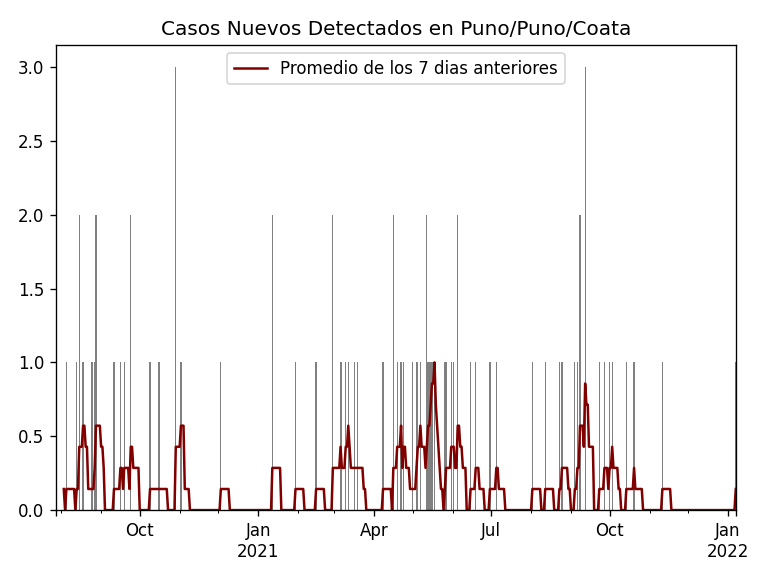 Casos Nuevos Detectados en Puno/Puno/Coata
Promedio de los 7 dias anteriores
3.0
2.5
2.0
1.5
1.0
0.5
0.0
Oct Jan Apr Jul Oct Jan
2021 2022